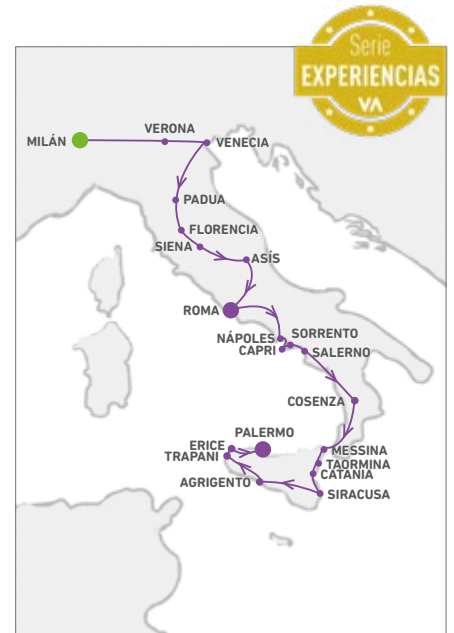 Serie
EXPERIENCIAS
VA
VERONA
MILÁN
VENECIA
PADUA
FLORENCIA
SIENA
ASÍS
ROMA
NÁPOLES
SORRENTO
CAPRI
SALERNO
COSENZA
PALERMO
ERICE
MESSINA
TRAPANI
TAORMINA
CATANIA
AGRIGENTO
SIRACUSA